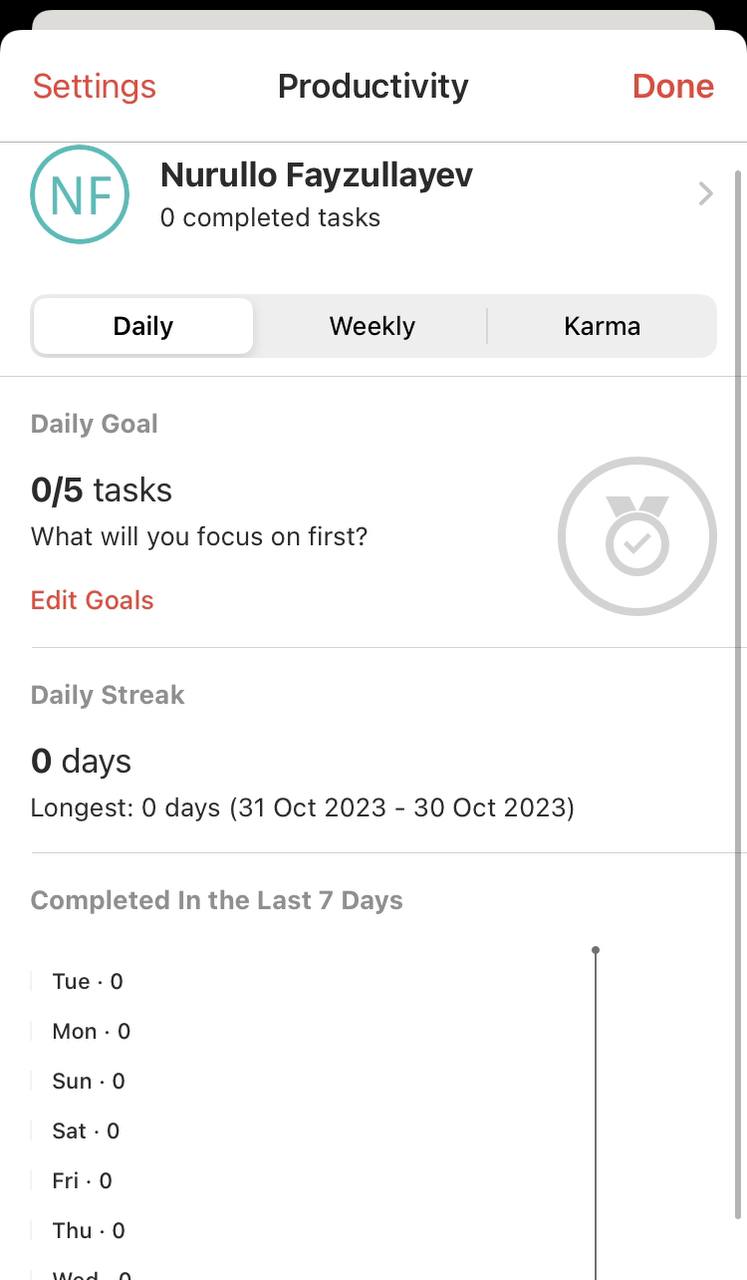 Settings
Productivity
Done
NF
Nurullo Fayzullayev
0 completed tasks
Daily
Weekly
Karma
Daily Goal
0/5 tasks
What will you focus on first?
Edit Goals
Daily Streak
0 days
Longest: 0 days (31 Oct 2023 - 30 Oct 2023)
Completed In the Last 7 Days
Tue · 0
Mon · 0
Sun · 0
Sat · 0
Fri · 0
Thu · 0
Wed · 0